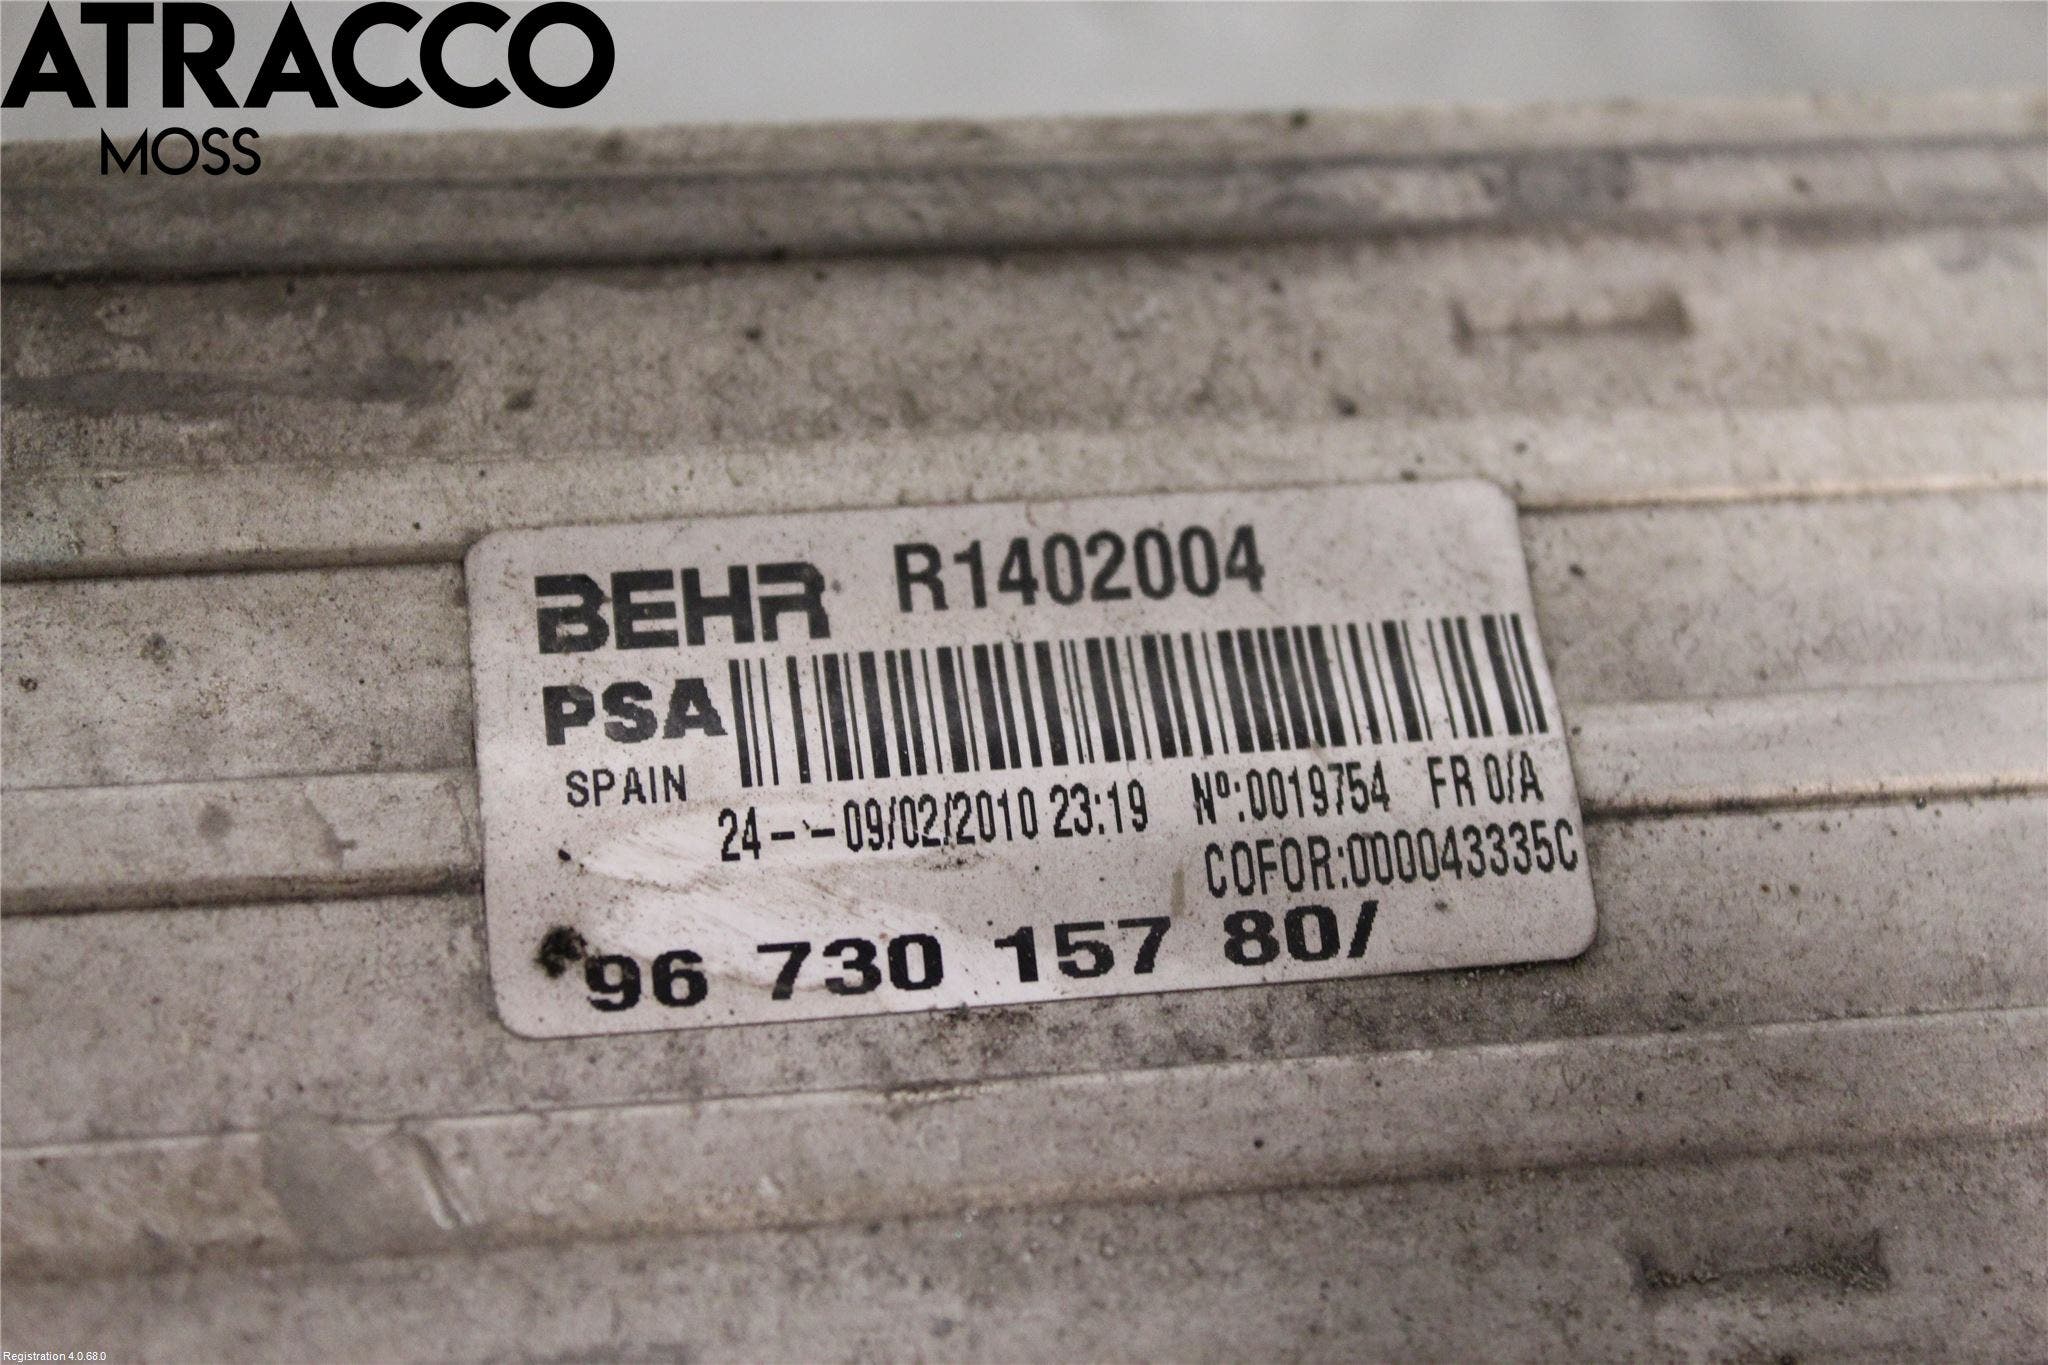 ATRACCO
MOSS
BEHR R1402004
PSA
SPAIN
24-- -09/02/2010 23:19 Nº:0019754 FR 0/A
COFOR:000043335C
96 730 157 80/
Registration 4.0.68.0